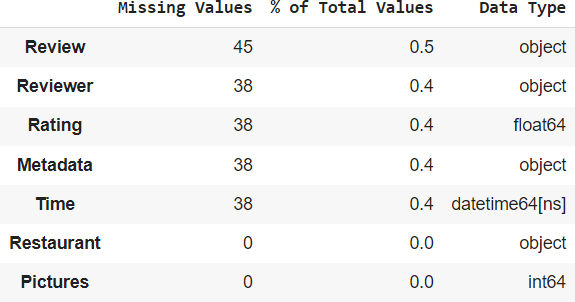 Missing Values % of Total Values Data Type
Review 45 0.5 object
Reviewer 38 0.4 object
Rating 38 0.4 float64
Metadata 38 0.4 object
Time 38 0.4 datetime64[ns]
Restaurant 0 0.0 object
Pictures 0 0.0 int64